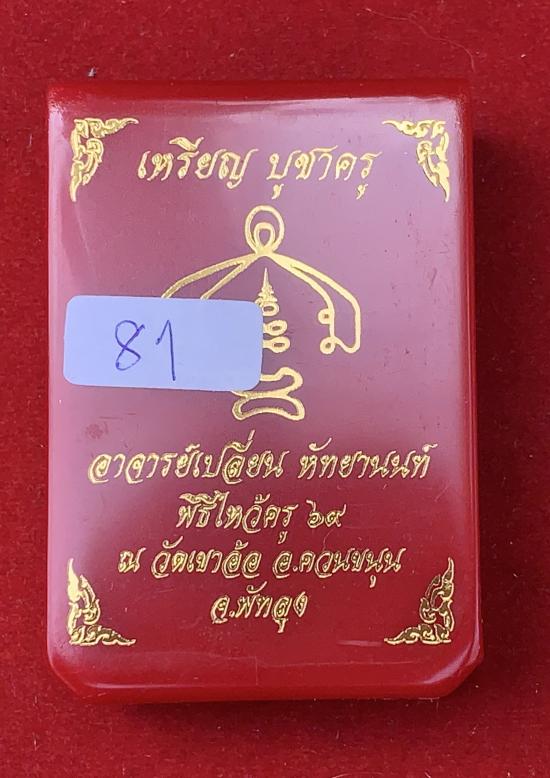 เหรียญ บูชาครู
81
อาจารย์เปลี่ยน หัทยานนท์
พิธีไหว้ครู ๖๙
ณ วัดเขาอ้อ อ.ควนขนุน
จ.พัทลุง